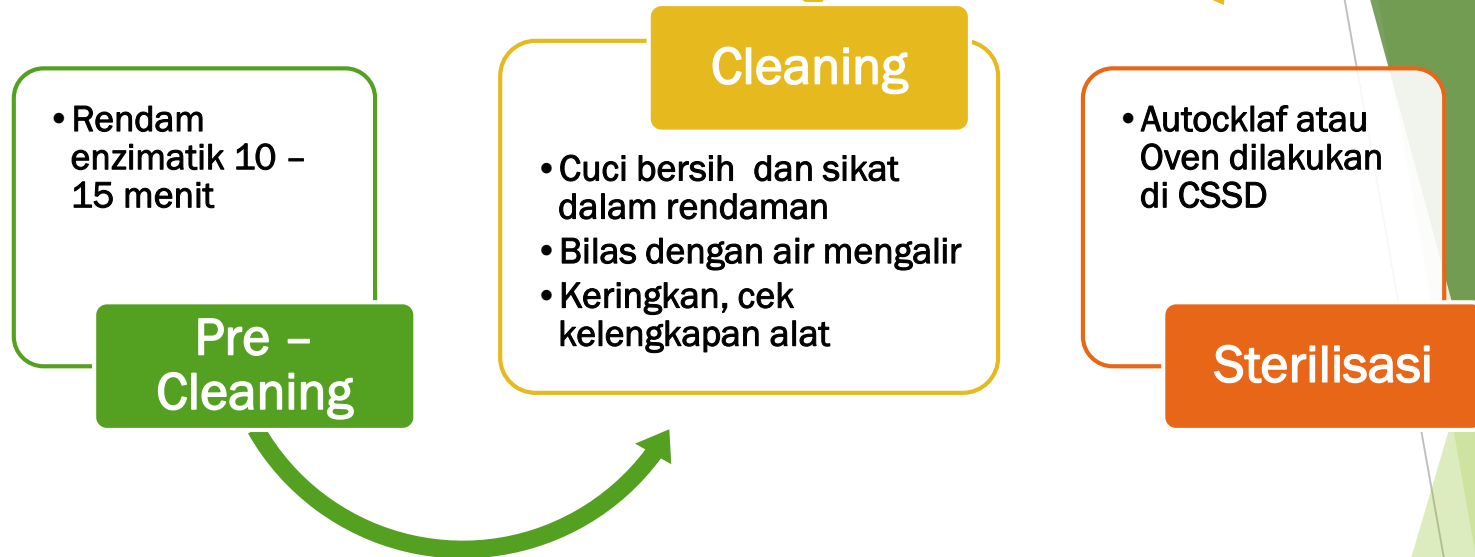 •Rendam
enzimatik 10 –
15 menit
Pre –
Cleaning
Cleaning
•Cuci bersih dan sikat
dalam rendaman
•Bilas dengan air mengalir
•Keringkan, cek
kelengkapan alat
•Autocklaf atau
Oven dilakukan
di CSSD
Sterilisasi